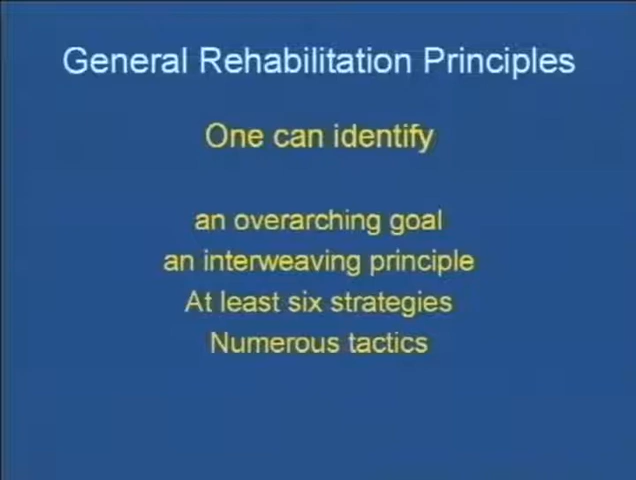 General Rehabilitation Principles
One can identify
an overarching goal
an interweaving principle
At least six strategies
Numerous tactics